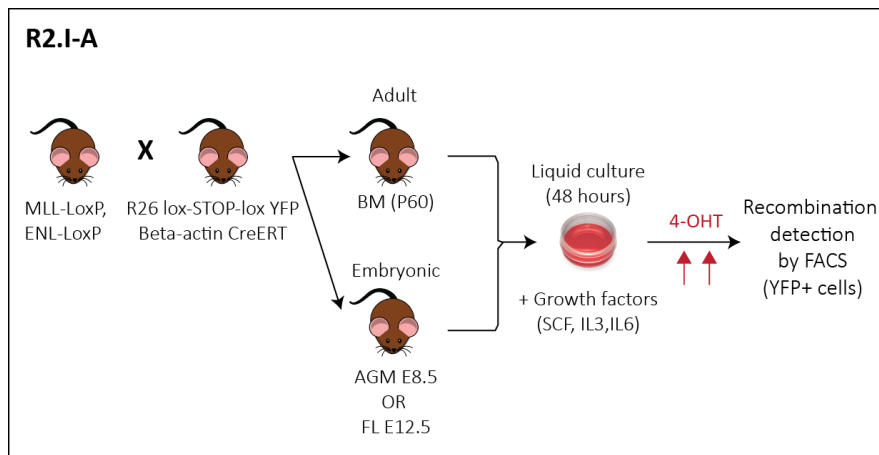 R2.I-A
Adult
X
MLL-LoxP,
ENL-LoxP
R26 lox-STOP-lox YFP
Beta-actin CreERT
BM (P60)
Embryonic
AGM E8.5
OR
FL E12.5
Liquid culture
(48 hours)
+ Growth factors
(SCF, IL3,IL6)
4-OHT
Recombination
detection
by FACS
(YFP+ cells)